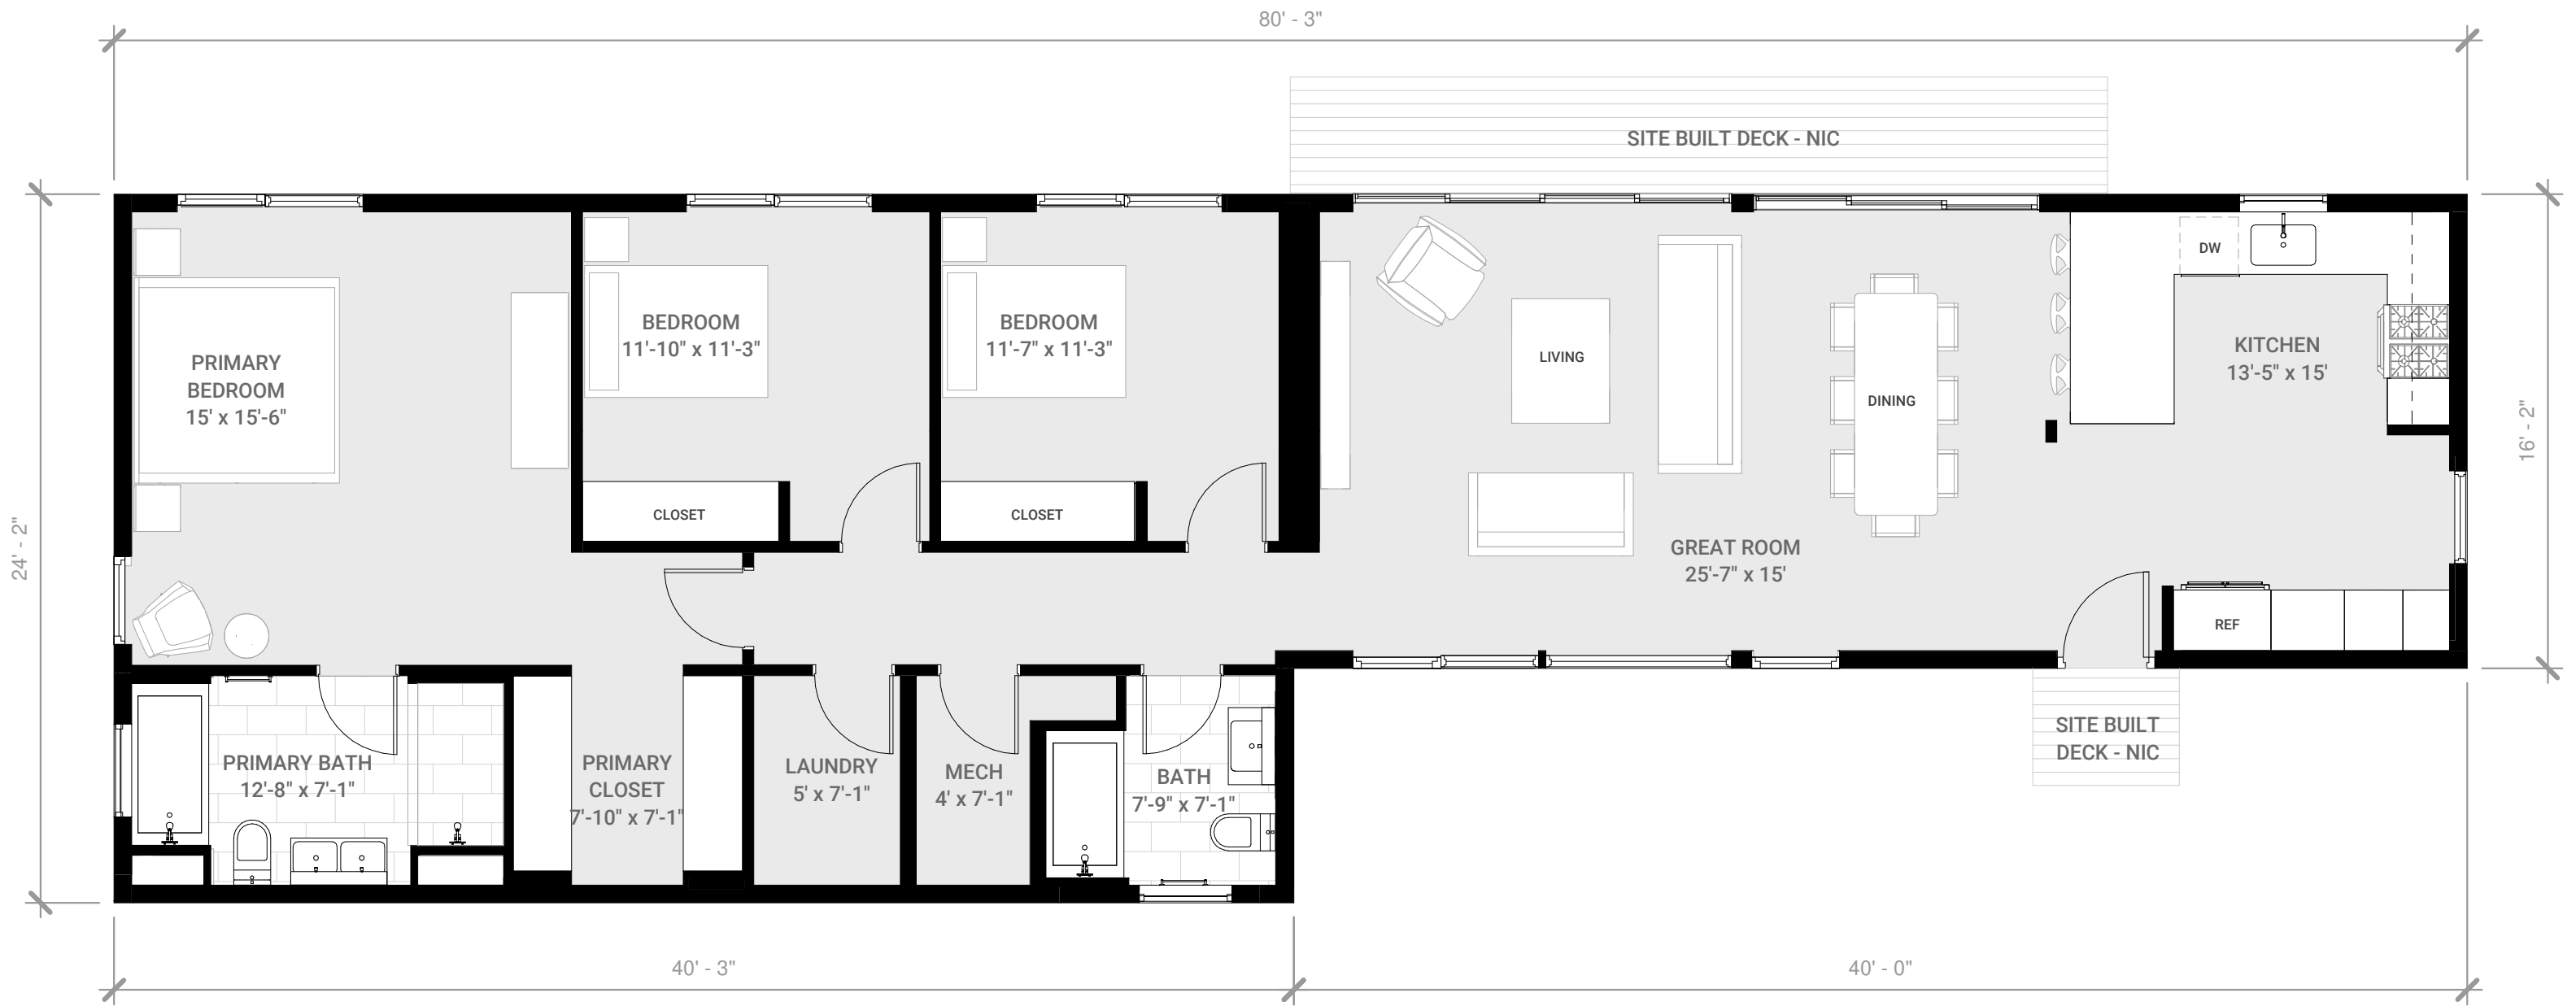 80' - 3"
SITE BUILT DECK - NIC
DW
PRIMARY
BEDROOM
15' x 15'-6"
BEDROOM
11'-10" x 11'-3"
BEDROOM
11'-7" x 11'-3"
LIVING
DINING
KITCHEN
13'-5" x 15'
16' - 2"
24' - 2"
CLOSET
CLOSET
GREAT ROOM
25'-7" x 15'
REF
PRIMARY BATH
12'-8" x 7'-1"
PRIMARY
CLOSET
7'-10" x 7'-1"
LAUNDRY
5' x 7'-1"
MECH
4' x 7'-1"
BATH
7'-9" x 7'-1"
SITE BUILT
DECK - NIC
40' - 3"
40' - 0"